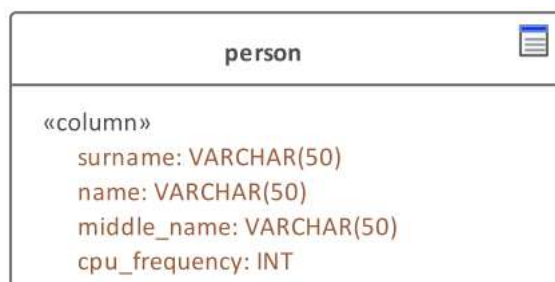 person
«column»
surname: VARCHAR(50)
name: VARCHAR(50)
middle_name: VARCHAR(50)
cpu_frequency: INT